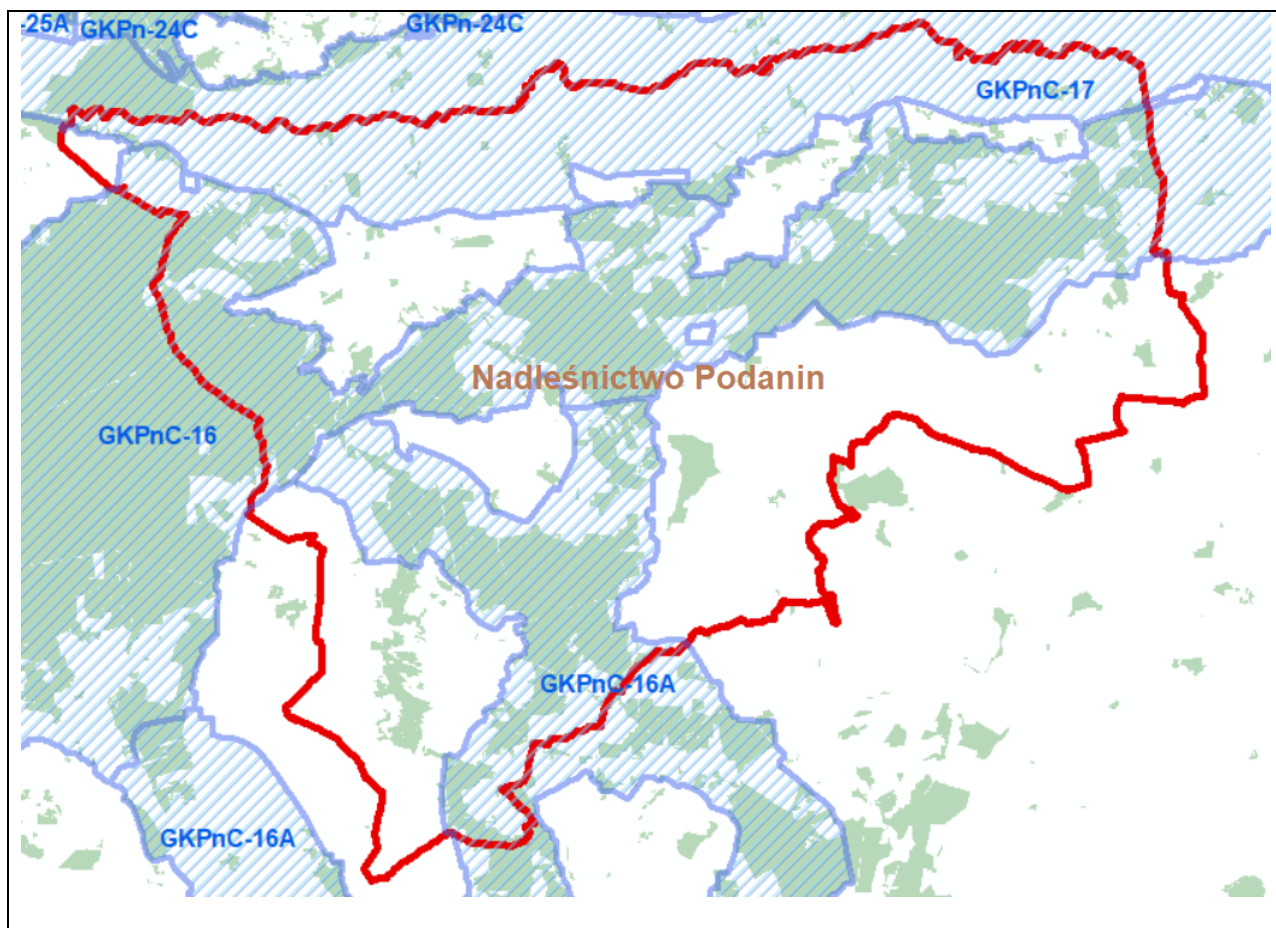 -25A
GKPn-24C
GKPn-24C
GKPnC-17
Nadleśnictwo Podanin
GKPnC-16
GKPnC-16A
GKPnC-16A